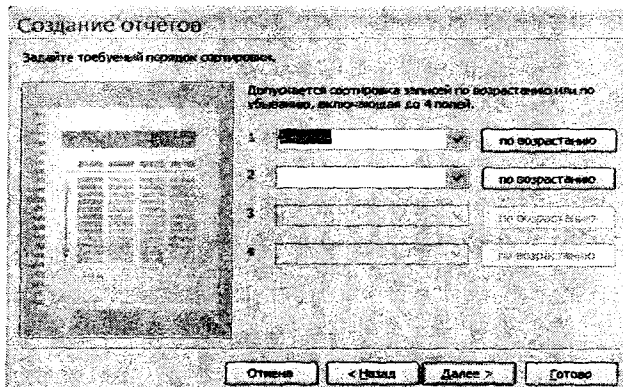 Создание отчетов
Задайте требуемый порядок сортировки.
Допускается сортировка записей по возрастанию или по
убыванию, включающая до 4 полей.
1
по возрастанию
2
по возрастанию
3
по возрастанию
4
по возрастанию
Отмена
< Назад
Далее >
Готово